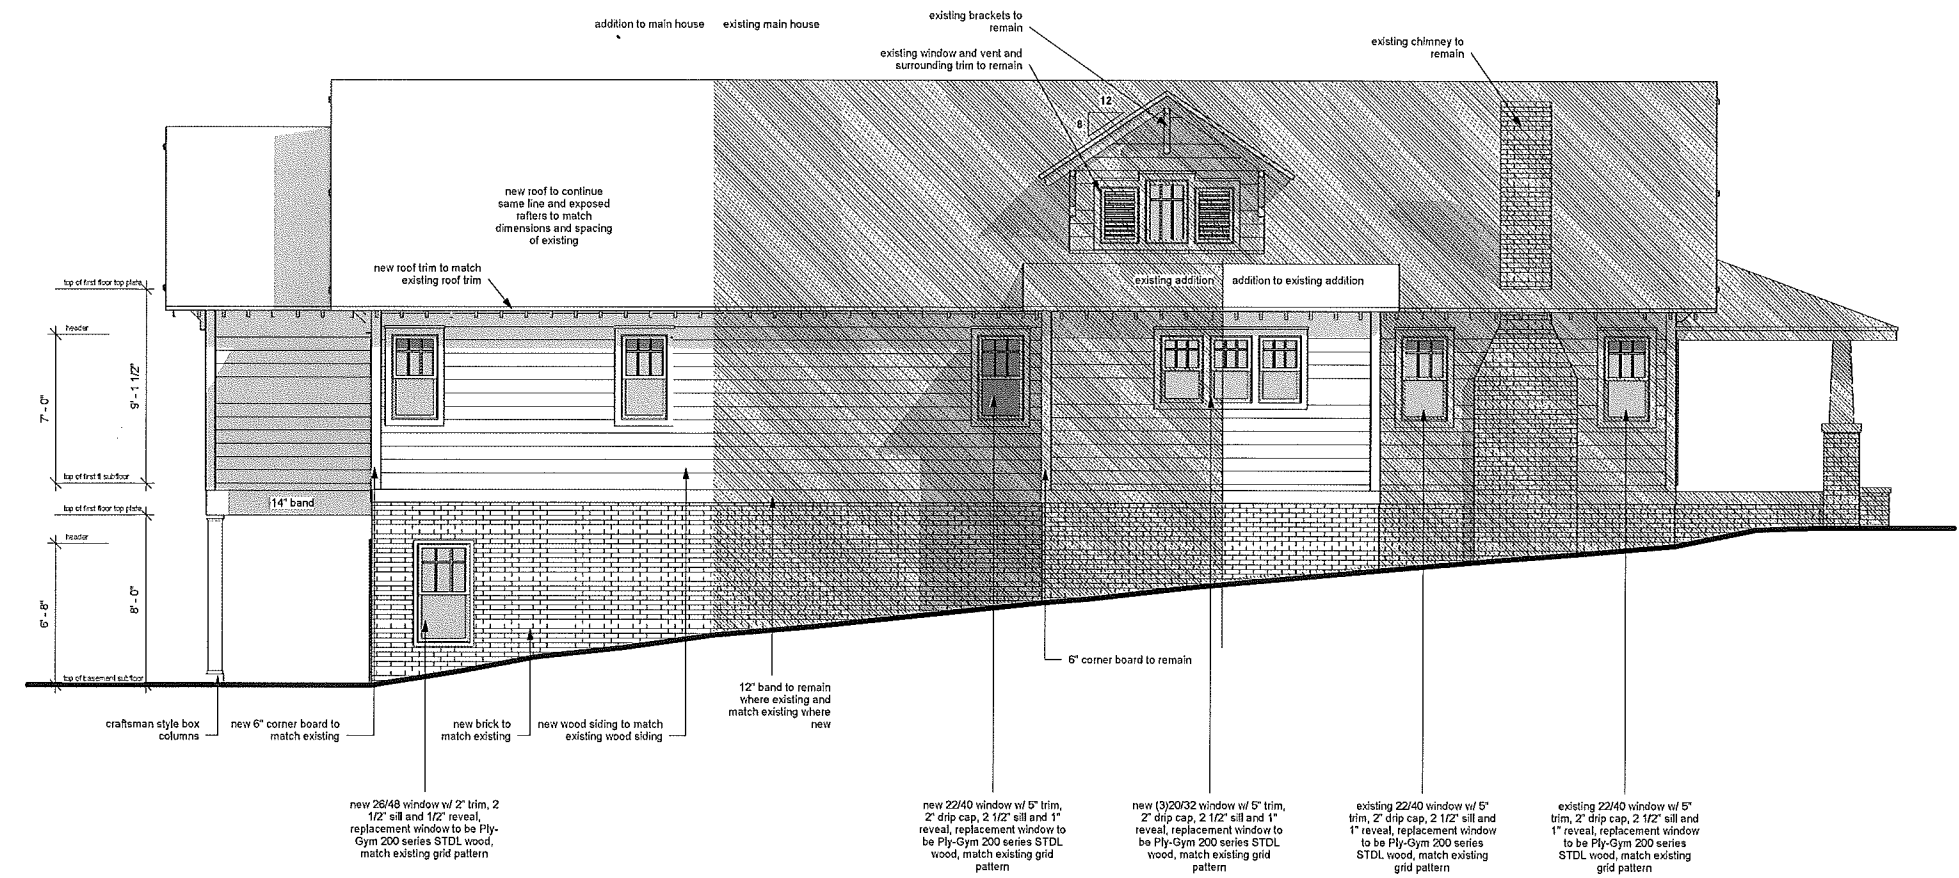 addition to main house
existing main house
existing brackets to
remain
existing window and vent and
surrounding trim to remain
existing chimney to
remain
12
8
new roof to continue
same line and exposed
rafters to match
dimensions and spacing
of existing
new roof trim to match
existing roof trim
existing addition
addition to existing addition
top of first floor top plate
header
7' - 0"
9' - 1 1/2"
top of first fl subfloor
14" band
top of first floor top plate
header
6' - 8"
8' - 0"
top of basement subfloor
6" corner board to remain
12" band to remain
where existing and
match existing where
new
craftsman style box
columns
new 6" corner board to
match existing
new brick to
match existing
new wood siding to match
existing wood siding
new 26/48 window w/ 2" trim, 2
1/2" sill and 1/2" reveal,
replacement window to be Ply-
Gym 200 series STDL wood,
match existing grid pattern
new 22/40 window w/ 5" trim,
2" drip cap, 2 1/2" sill and 1"
reveal, replacement window to
be Ply-Gym 200 series STDL
wood, match existing grid
pattern
new (3)20/32 window w/ 5" trim,
2" drip cap, 2 1/2" sill and 1"
reveal, replacement window to
be Ply-Gym 200 series STDL
wood, match existing grid
pattern
existing 22/40 window w/ 5"
trim, 2" drip cap, 2 1/2" sill and
1" reveal, replacement window
to be Ply-Gym 200 series
STDL wood, match existing
grid pattern
existing 22/40 window w/ 5"
trim, 2" drip cap, 2 1/2" sill and
1" reveal, replacement window
to be Ply-Gym 200 series
STDL wood, match existing
grid pattern